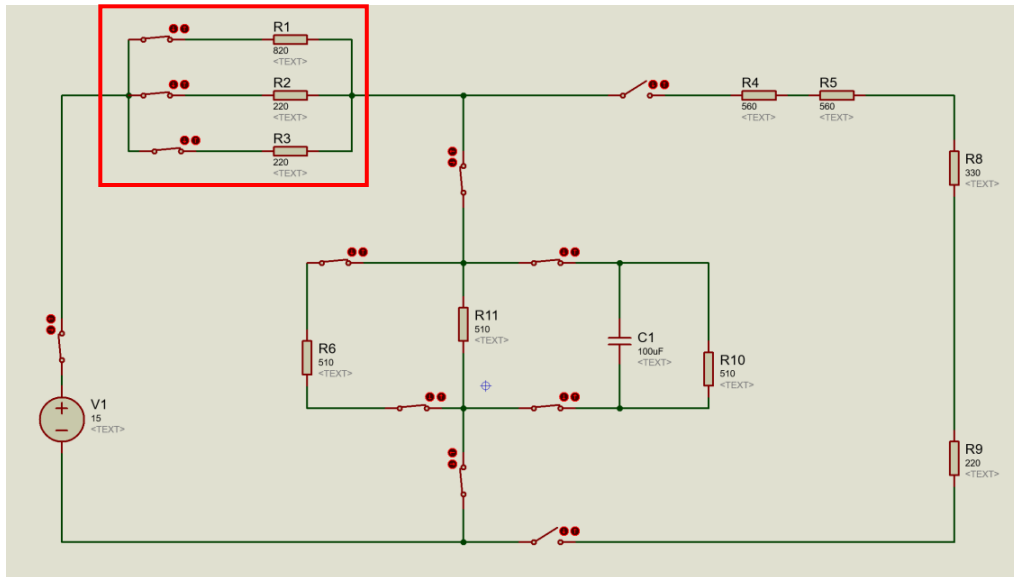 R1
820
<TEXT>
R2
220
<TEXT>
R3
220
<TEXT>
R4
560
<TEXT>
R5
560
<TEXT>
R8
330
<TEXT>
R11
510
<TEXT>
R6
510
<TEXT>
C1
100uF
<TEXT>
R10
510
<TEXT>
V1
15
<TEXT>
R9
220
<TEXT>